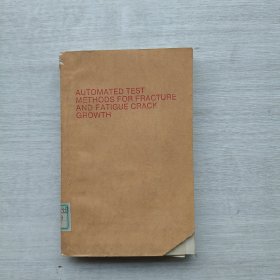 AUTOMATED TEST
METHODS FOR FRACTURE
AND FATIGUE CRACK
GROWTH